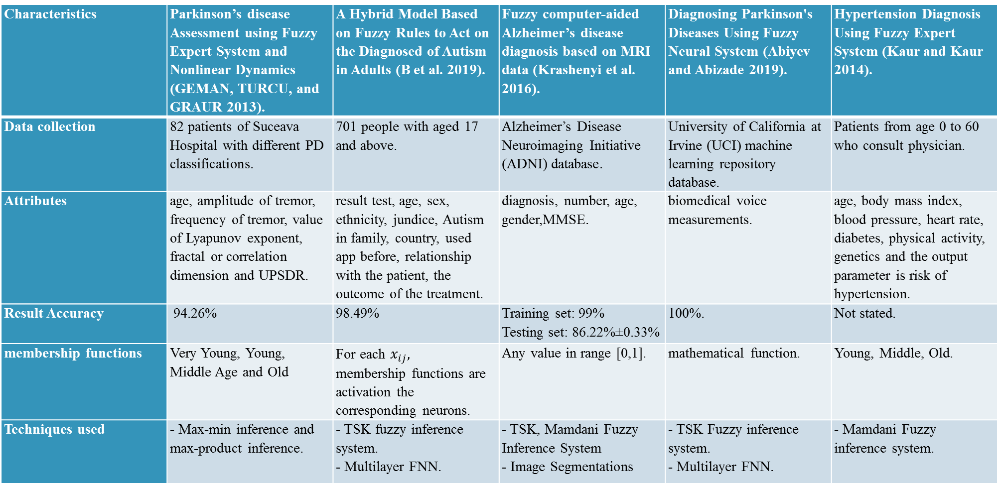 Characteristics
Parkinson’s disease
Assessment using Fuzzy
Expert System and
Nonlinear Dynamics
(GEMAN, TURCU, and
GRAUR 2013).
A Hybrid Model Based
on Fuzzy Rules to Act on
the Diagnosed of Autism
in Adults (B et al. 2019).
Fuzzy computer-aided
Alzheimer’s disease
diagnosis based on MRI
data (Krashenyi et al.
2016).
Diagnosing Parkinson's
Diseases Using Fuzzy
Neural System (Abiyev
and Abizade 2019).
Hypertension Diagnosis
Using Fuzzy Expert
System (Kaur and Kaur
2014).
Data collection
82 patients of Suceava
Hospital with different PD
classifications.
701 people with aged 17
and above.
Alzheimer’s Disease
Neuroimaging Initiative
(ADNI) database.
University of California at
Irvine (UCI) machine
learning repository
database.
Patients from age 0 to 60
who consult physician.
Attributes
age, amplitude of tremor,
frequency of tremor, value
of Lyapunov exponent,
fractal or correlation
dimension and UPSDR.
result test, age, sex,
ethnicity, jundice, Autism
in family, country, used
app before, relationship
with the patient, the
outcome of the treatment.
diagnosis, number, age,
gender,MMSE.
biomedical voice
measurements.
age, body mass index,
blood pressure, heart rate,
diabetes, physical activity,
genetics and the output
parameter is risk of
hypertension.
Result Accuracy
94.26%
98.49%
Training set: 99%
Testing set: 86.22%±0.33%
100%.
Not stated.
membership functions
Very Young, Young,
Middle Age and Old
For each 𝑥𝑖𝑗,
membership functions are
activation the
corresponding neurons.
Any value in range [0,1].
mathematical function.
Young, Middle, Old.
Techniques used
- Max-min inference and
max-product inference.
- TSK fuzzy inference
system.
- Multilayer FNN.
- TSK, Mamdani Fuzzy
Inference System
- Image Segmentations
- TSK Fuzzy inference
system.
- Multilayer FNN.
- Mamdani Fuzzy
inference system.